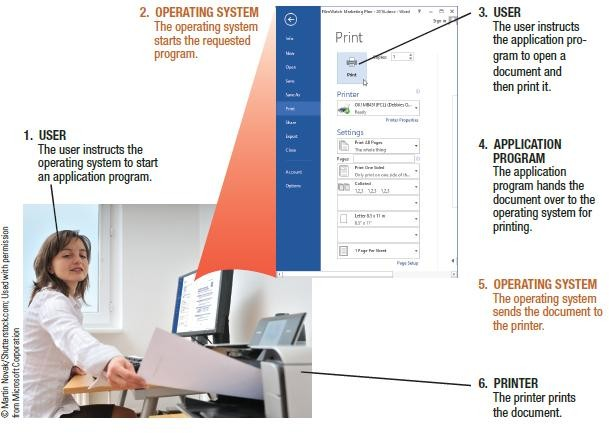 2. OPERATING SYSTEM
The operating system
starts the requested
program.
1. USER
The user instructs the
operating system to start
an application program.
Sign in
Print
Copies: 1
Print
Info
New
Open
Save
Save As
Print
Share
Export
Close
Account
Options
Printer
Ready
Printer Properties
Settings
Print All Pages
The whole thing
Pages:
Print One Sided
Only print on one side of th...
Collated
1,2,3 1,2,3 1,2,3
Letter 8.5 x 11 in
8.5" x 11"
1 Page Per Sheet
Page Setup
3. USER
The user instructs
the application pro-
gram to open a
document and
then print it.
4. APPLICATION
PROGRAM
The application
program hands the
document over to the
operating system for
printing.
5. OPERATING SYSTEM
The operating system
sends the document to
the printer.
6. PRINTER
The printer prints
the document.
© Martin Novak/Shutterstock.com; Used with permission
from Microsoft Corporation